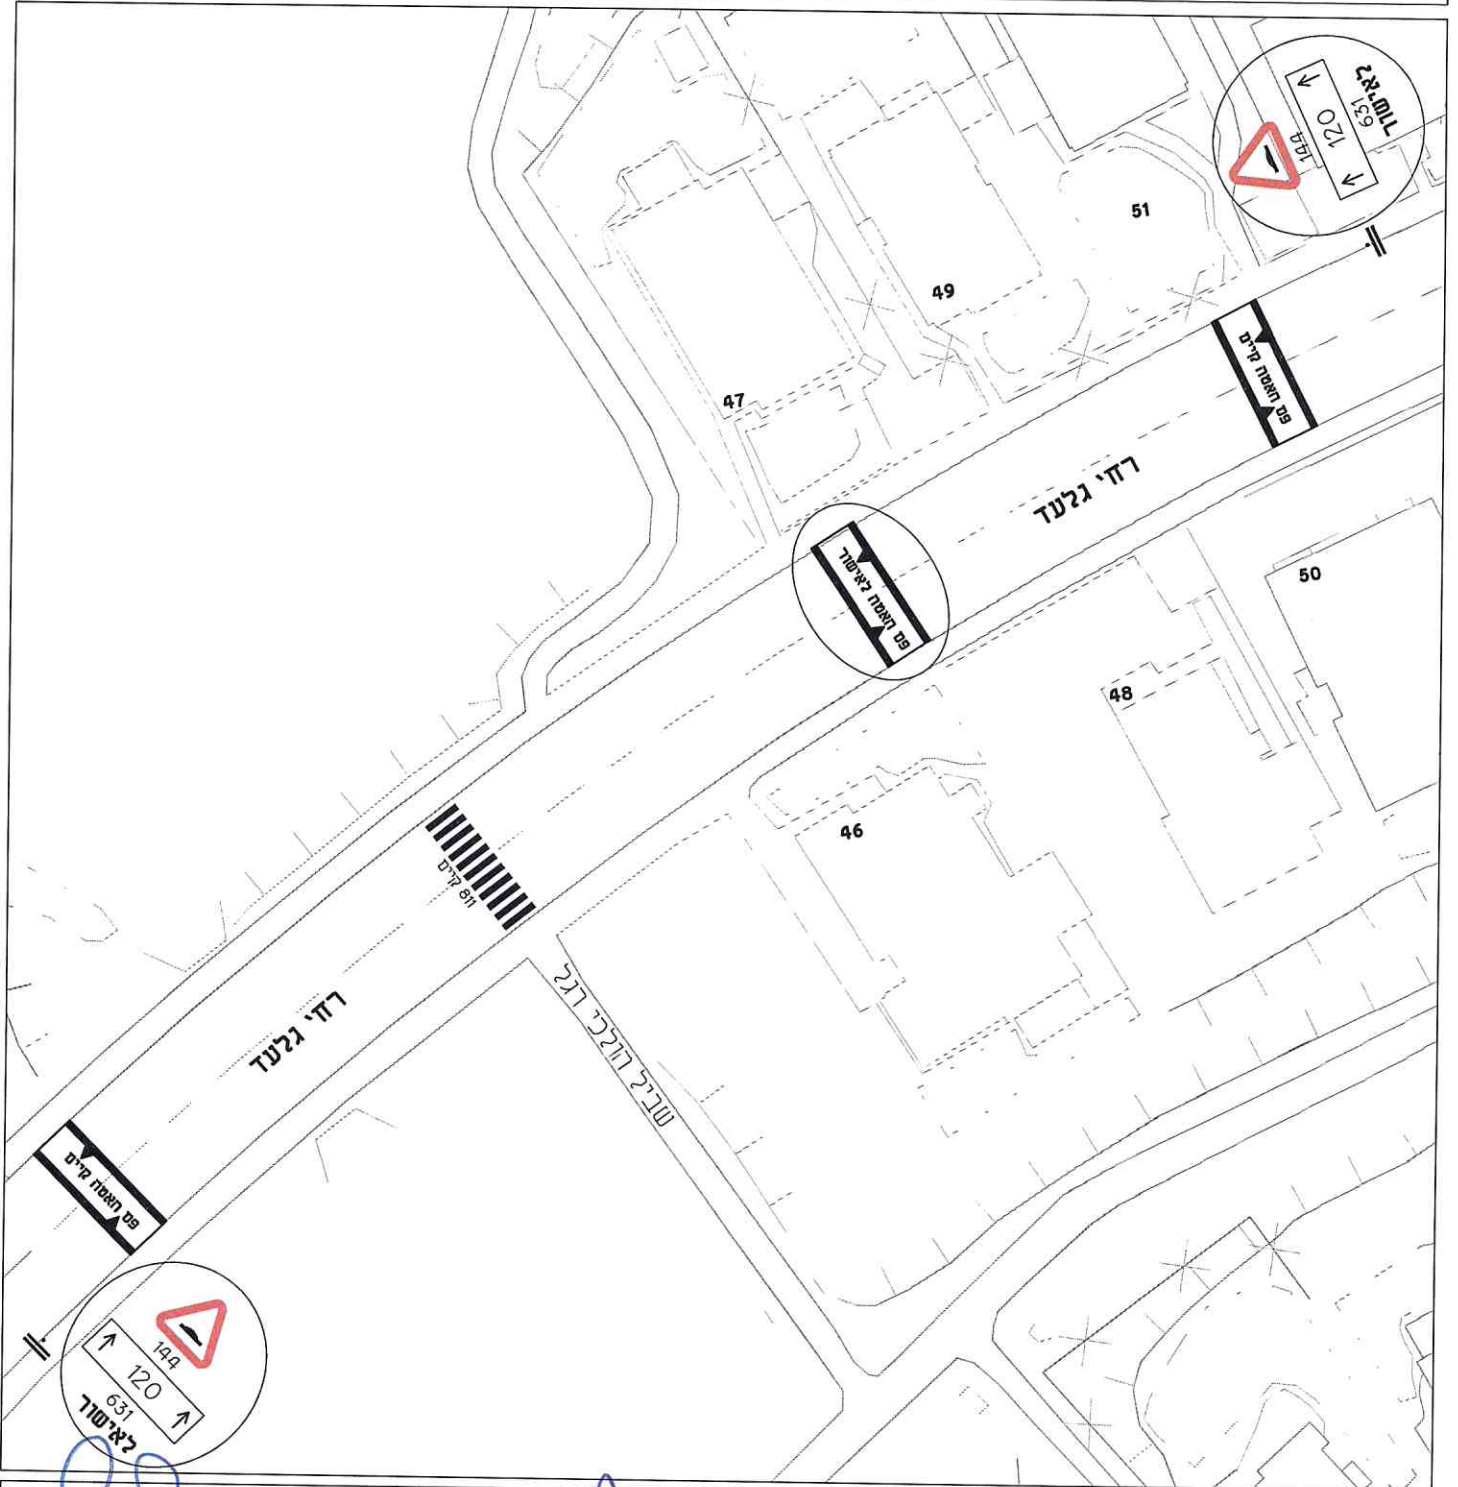 לאישור
631
120
144
51
49
47
פס האטה קיים
רח' גלעד
פס האטה לאישור
50
48
46
811 קיים
רח' גלעד
שביל הולכי רגל
פס האטה קיים
144
120
631
לאישור